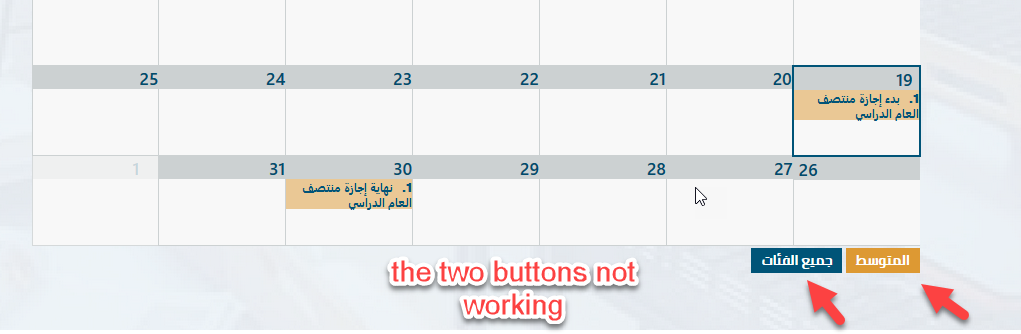 19 20 21 22 23 24 25
1. بدء إجازة منتصف
العام الدراسي
26 27 28 29 30 31 1
1. نهاية إجازة منتصف
العام الدراسي
المتوسط جميع الفئات
the two buttons not
working